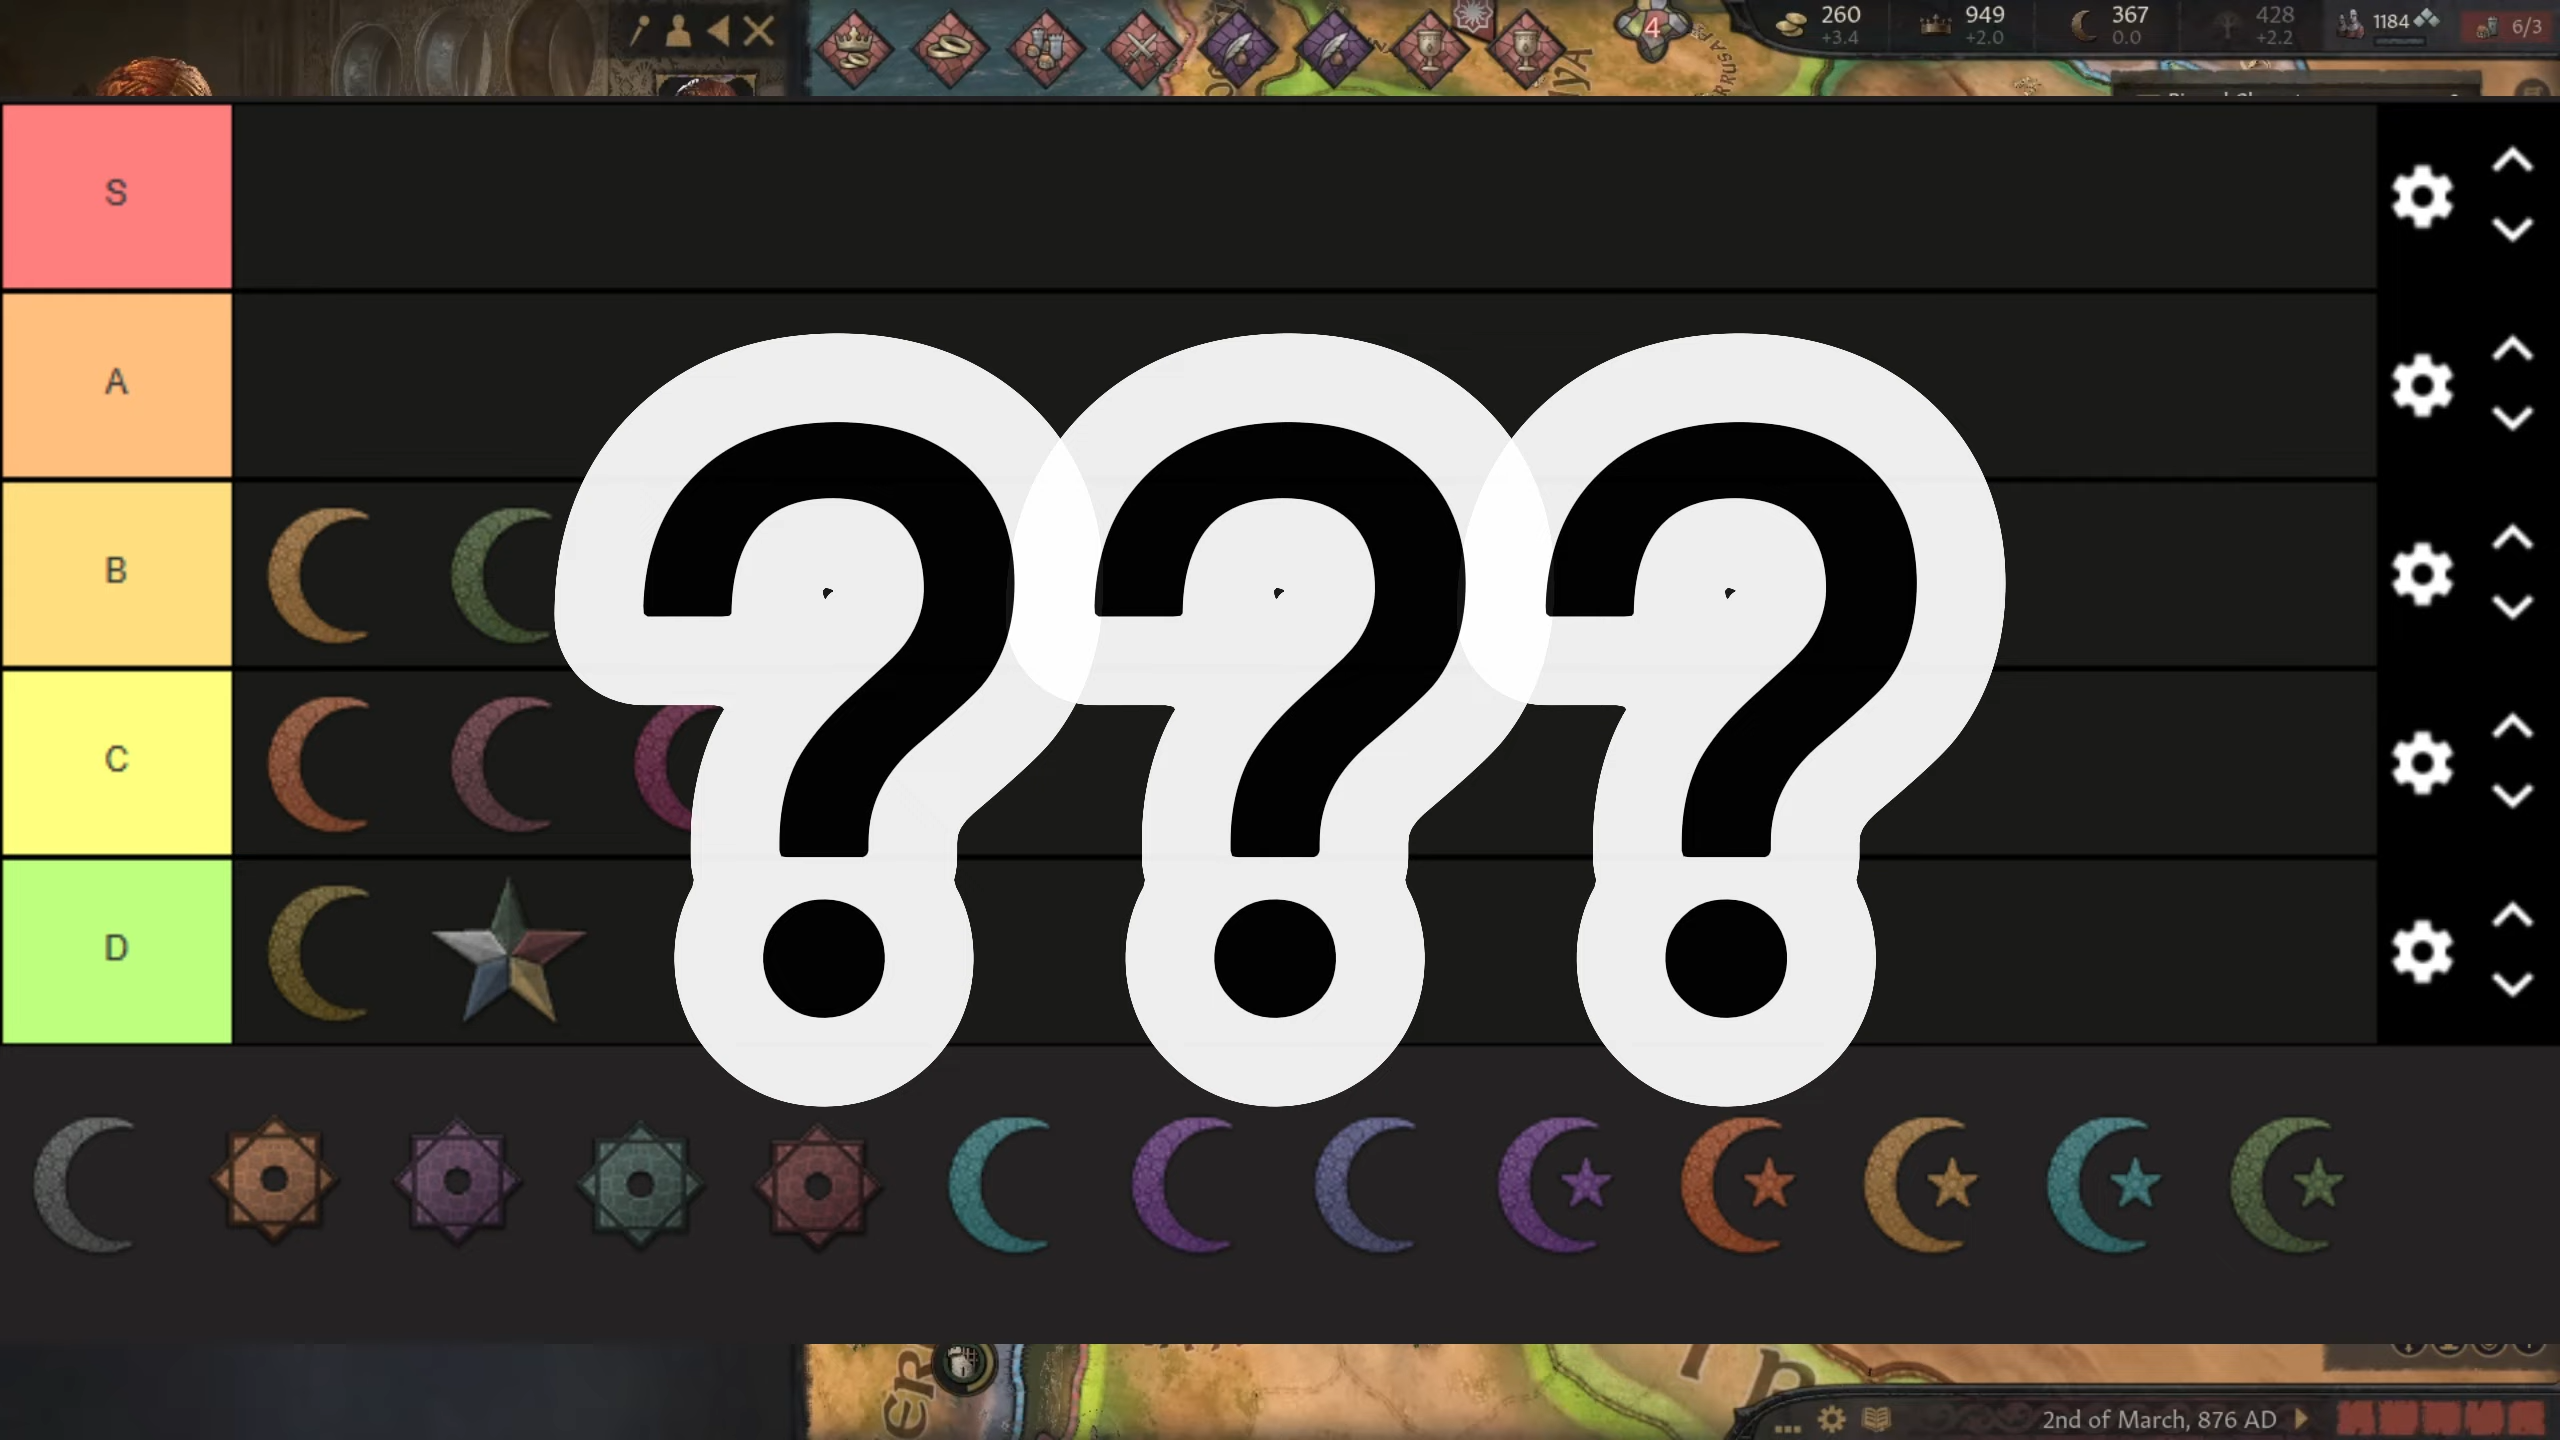 260
949
367
428
1184
6/3
+3.4
+2.0
0.0
+2.2
4
S
A
B
C
D
???
2nd of March, 876 AD